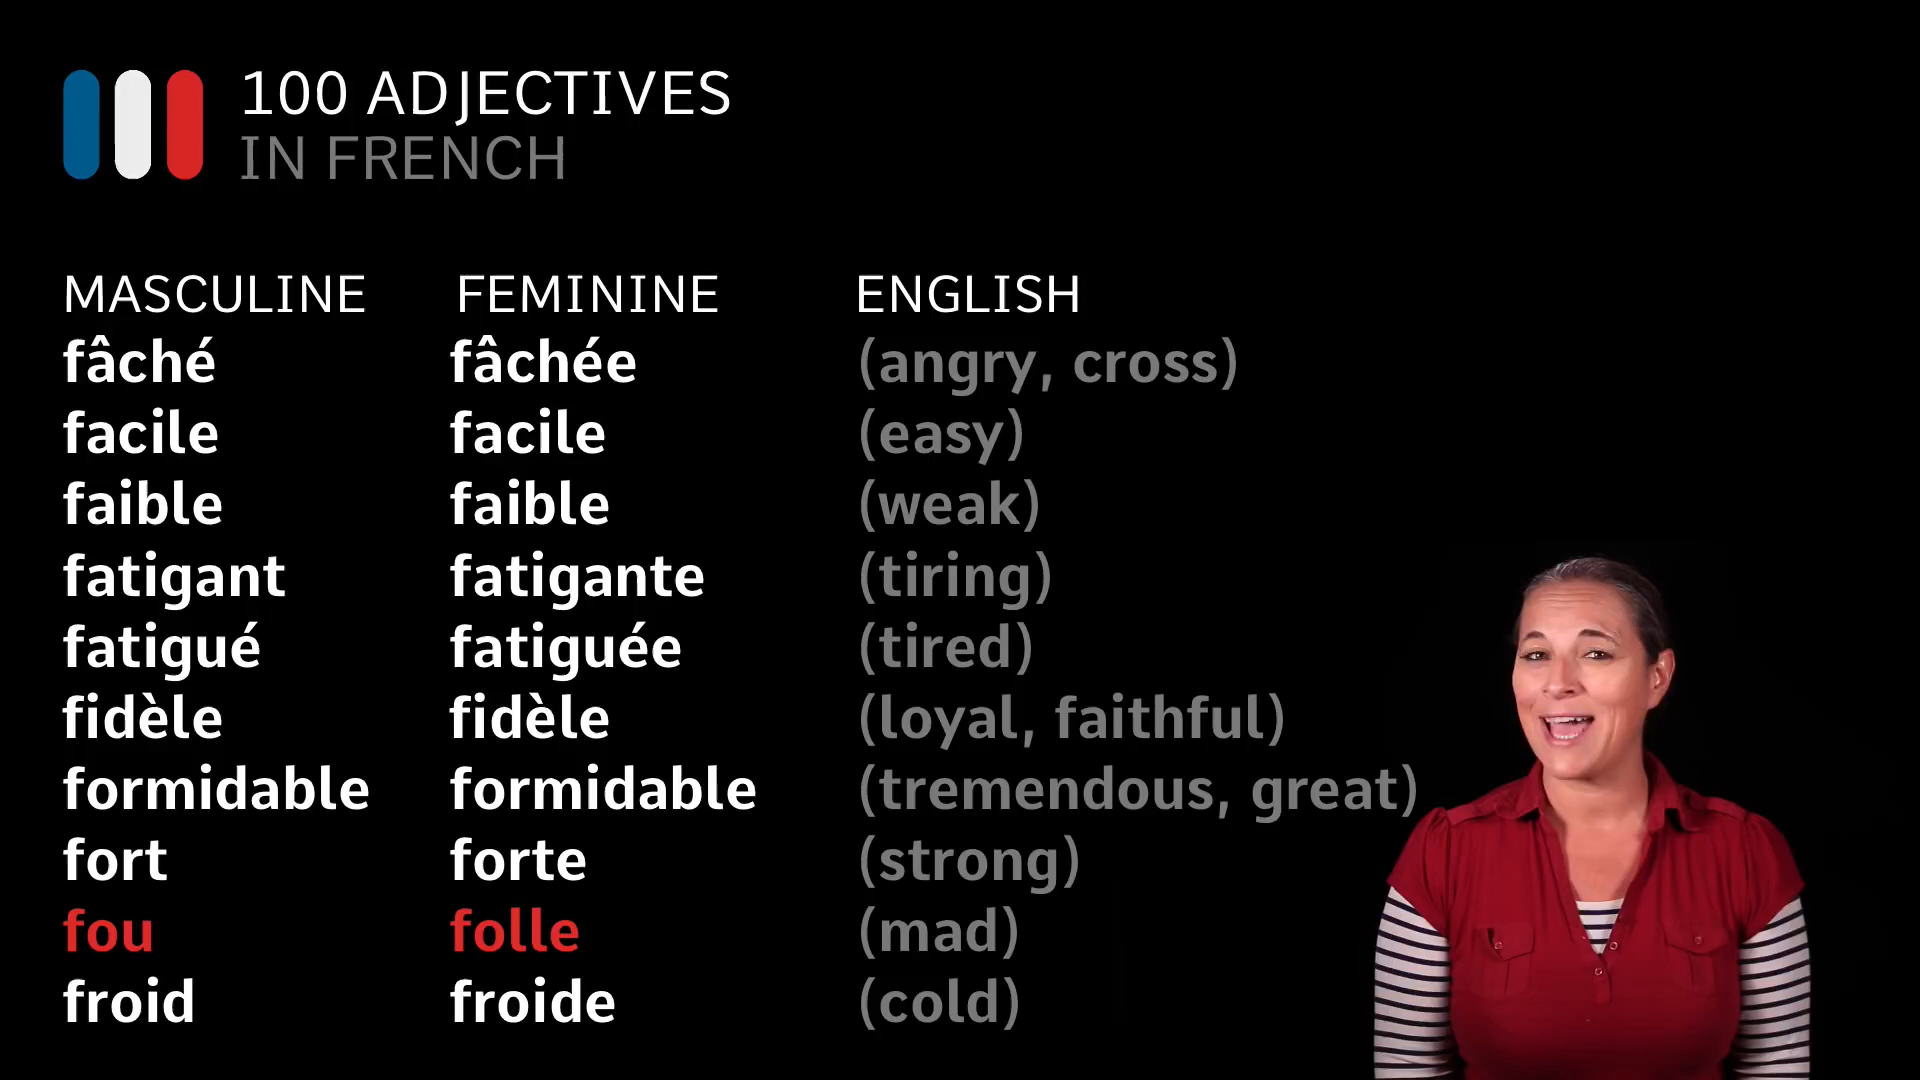 100 ADJECTIVES
IN FRENCH
MASCULINE FEMININE ENGLISH
fâché fâchée (angry, cross)
facile facile (easy)
faible faible (weak)
fatigant fatigante (tiring)
fatigué fatiguée (tired)
fidèle fidèle (loyal, faithful)
formidable formidable (tremendous, great)
fort forte (strong)
fou folle (mad)
froid froide (cold)